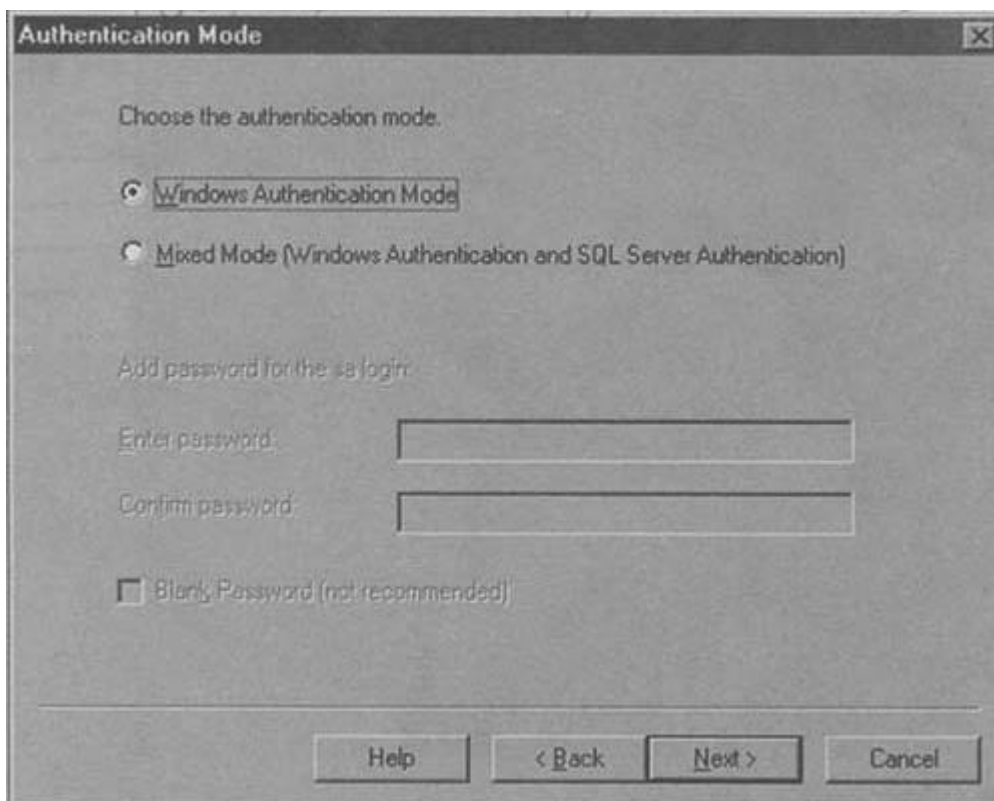 Authentication Mode
Choose the authentication mode.
Windows Authentication Mode
Mixed Mode (Windows Authentication and SQL Server Authentication)
Add password for the sa login:
Enter password:
Confirm password:
Blank Password (not recommended)
Help
< Back
Next >
Cancel